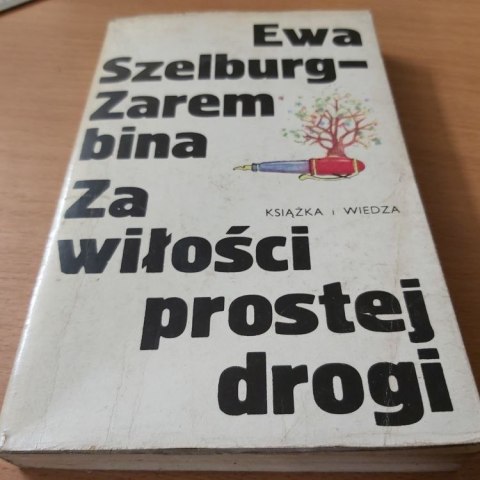 Ewa
Szelburg-
Zarem
bina
Za
KSIĄŻKA i WIEDZA
wiłości
prostej
drogi